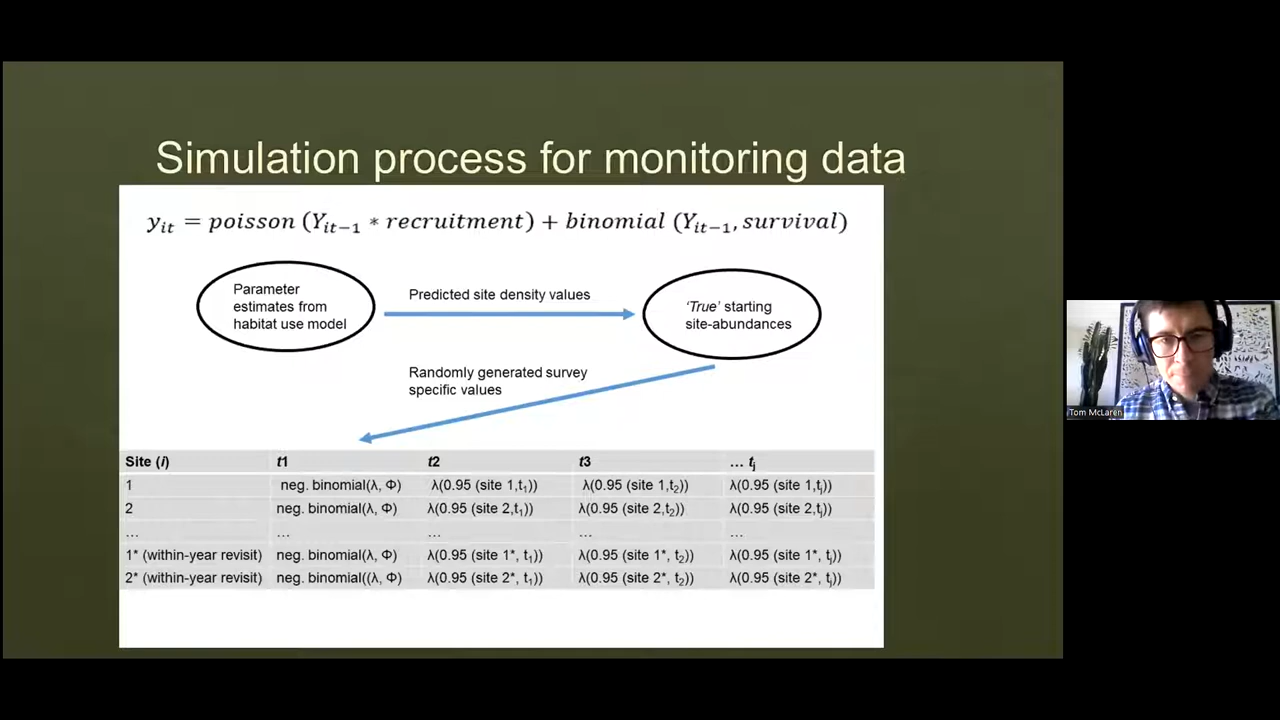 Simulation process for monitoring data
y_it = poisson (Y_it−1 * recruitment) + binomial (Y_it−1, survival)
Parameter
estimates from
habitat use model
Predicted site density values
‘True’ starting
site-abundances
Randomly generated survey
specific values
Site (i) t1 t2 t3 … tj
1 neg. binomial(λ, Φ) λ(0.95 (site 1,t1)) λ(0.95 (site 1,t2)) λ(0.95 (site 1,tj))
2 neg. binomial(λ, Φ) λ(0.95 (site 2,t1)) λ(0.95 (site 2,t2)) λ(0.95 (site 2,tj))
… … … … …
1* (within-year revisit) neg. binomial(λ, Φ) λ(0.95 (site 1*, t1)) λ(0.95 (site 1*, t2)) λ(0.95 (site 1*, tj))
2* (within-year revisit) neg. binomial((λ, Φ) λ(0.95 (site 2*, t1)) λ(0.95 (site 2*, t2)) λ(0.95 (site 2*, tj))
Tom McLaren